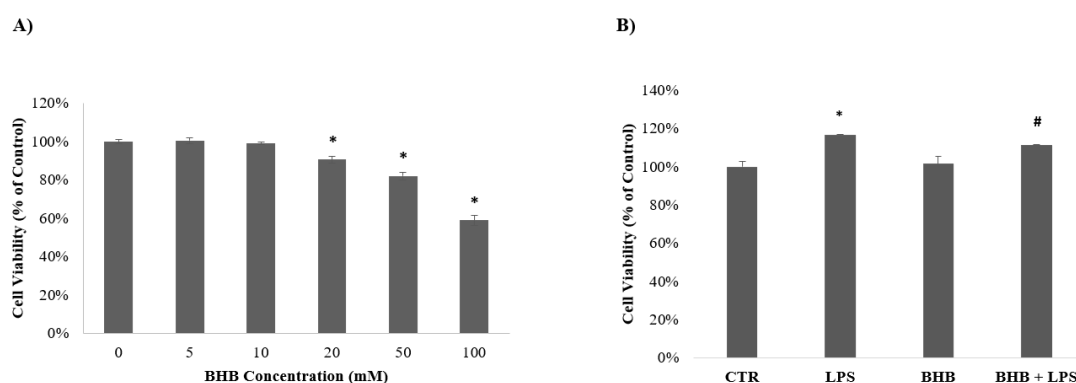 A)
B)
Cell Viability (% of Control)
120%
100%
80%
60%
40%
20%
0%
*
*
*
0 5 10 20 50 100
BHB Concentration (mM)
Cell Viability (% of Control)
140%
120%
100%
80%
60%
40%
20%
0%
*
#
CTR LPS BHB BHB + LPS